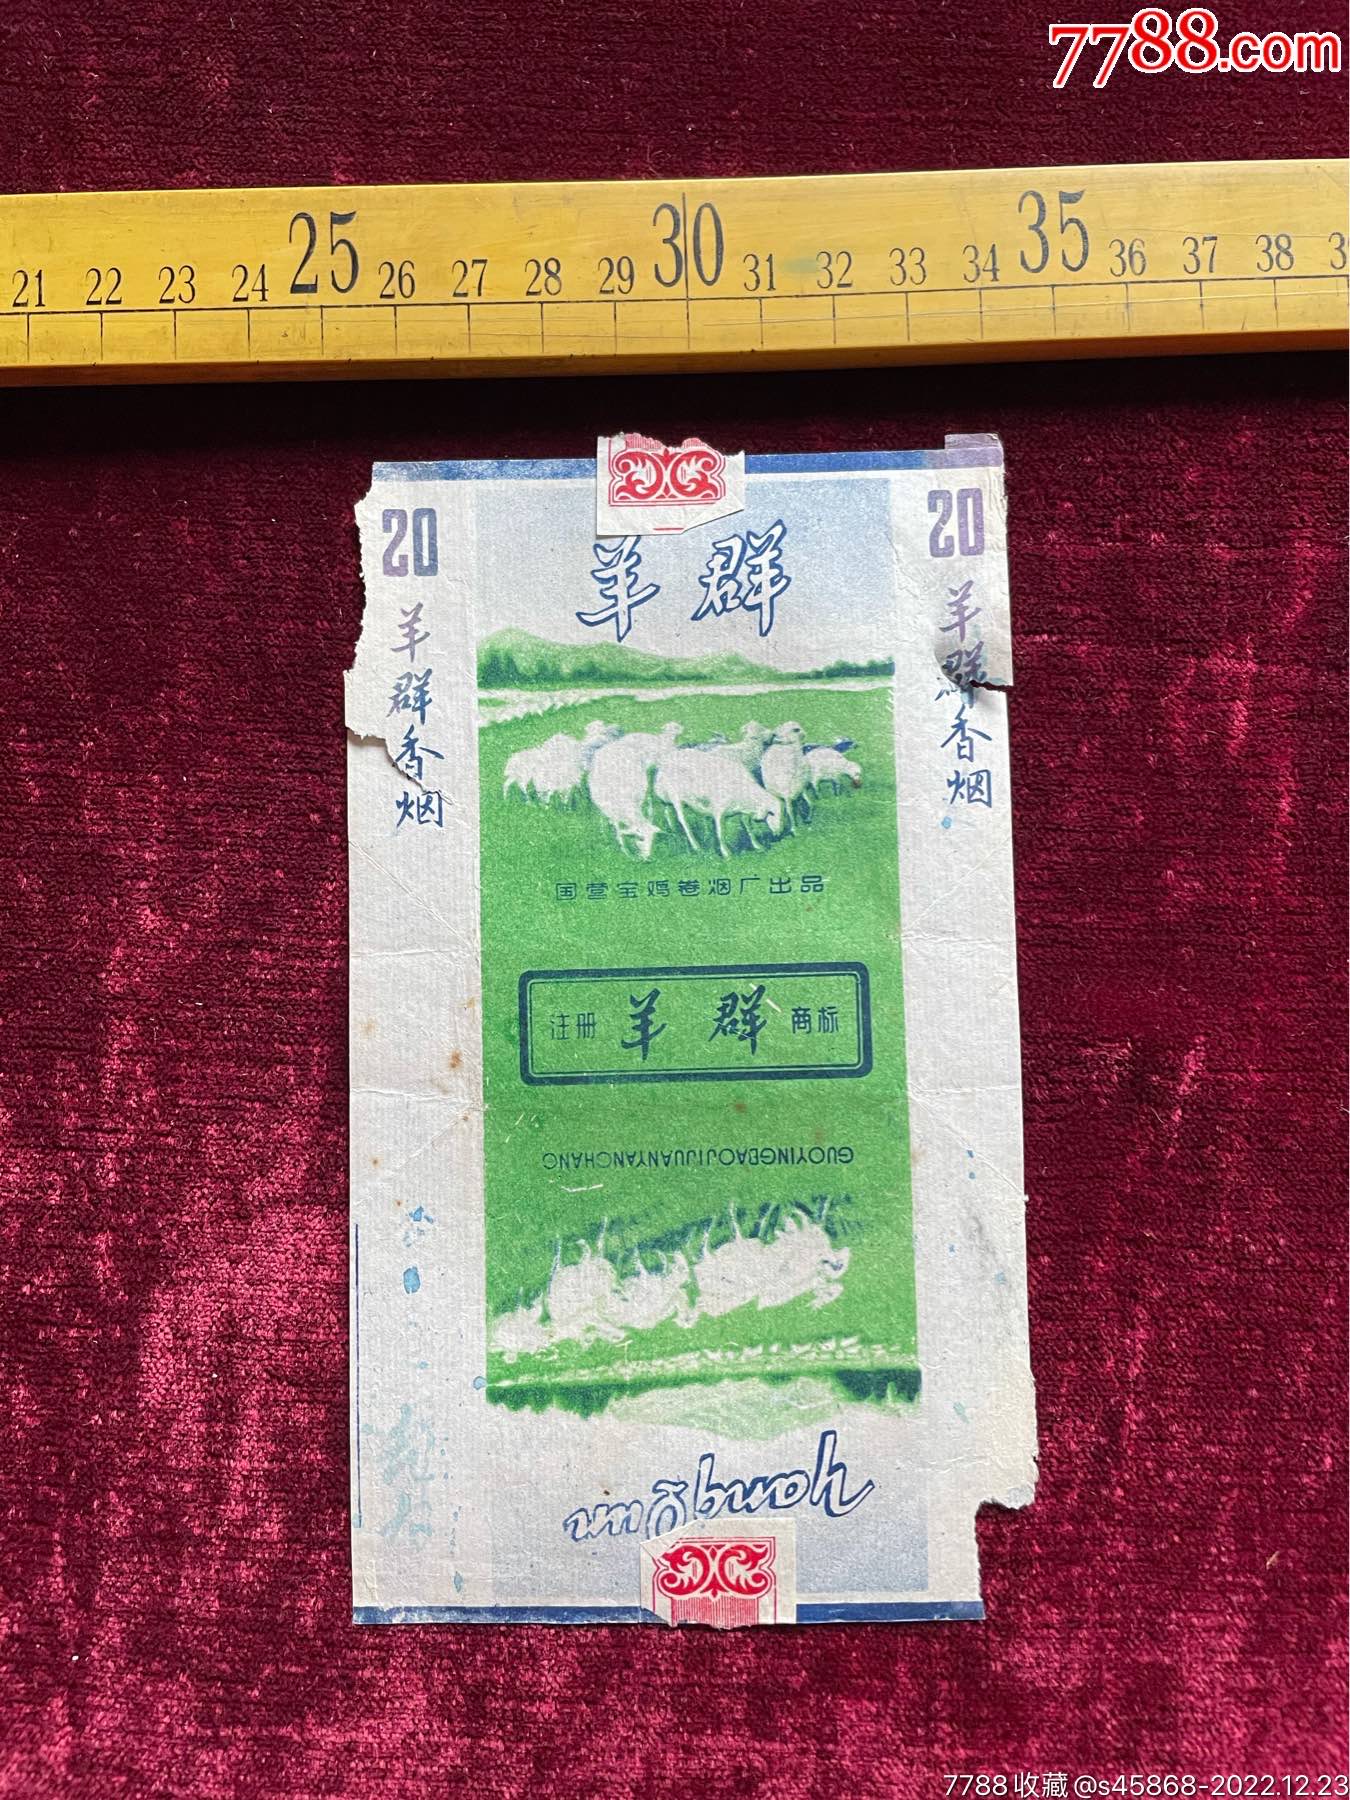 7788.com
21 22 23 24 25 26 27 28 29 30 31 32 33 34 35 36 37 38
20
羊群香烟
20
羊群香烟
羊群
国营宝鸡卷烟厂出品
注册 羊群 商标
GUOYINGBAOJIJUANYANCHANG
yangQun
7788收藏@s45868-2022.12.23